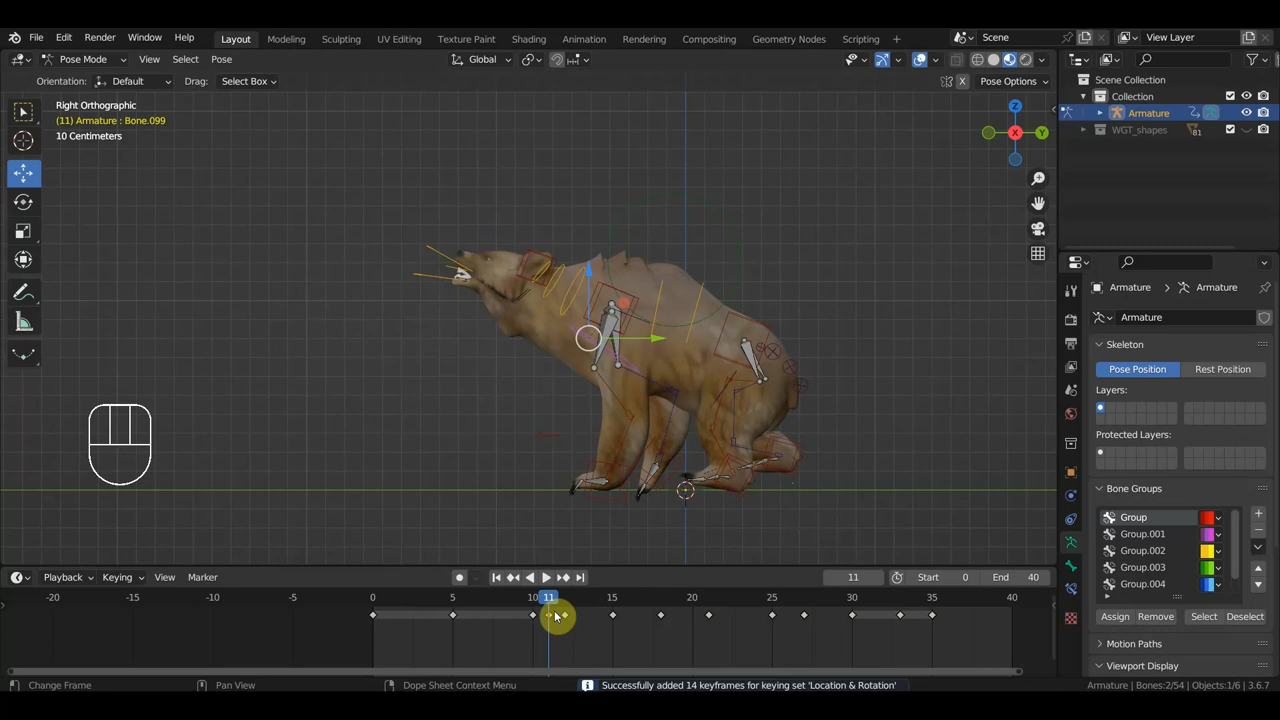 File Edit Render Window Help Layout Modeling Sculpting UV Editing Texture Paint Shading Animation Rendering Compositing Geometry Nodes Scripting + Scene View Layer
Pose Mode View Select Pose Global
Orientation: Default Drag: Select Box X Pose Options
Scene Collection
Collection
Armature
WGT_shapes 81
Right Orthographic
(11) Armature : Bone.099
10 Centimeters
Z
X
Y
Armature Armature
Armature
Skeleton
Pose Position Rest Position
Layers:
Protected Layers:
Bone Groups
Group
Group.001
Group.002
Group.003
Group.004
Assign Remove Select Deselect
Motion Paths
Viewport Display
Playback Keying View Marker 11 Start 0 End 40
-20 -10 0 5 10 11 15 20 25 30 35 40
Change Frame Pan View Dope Sheet Context Menu Successfully added 14 keyframes for keying set 'Location & Rotation' Armature | Bones:2/54 | Objects:1/6 | 3.6.7